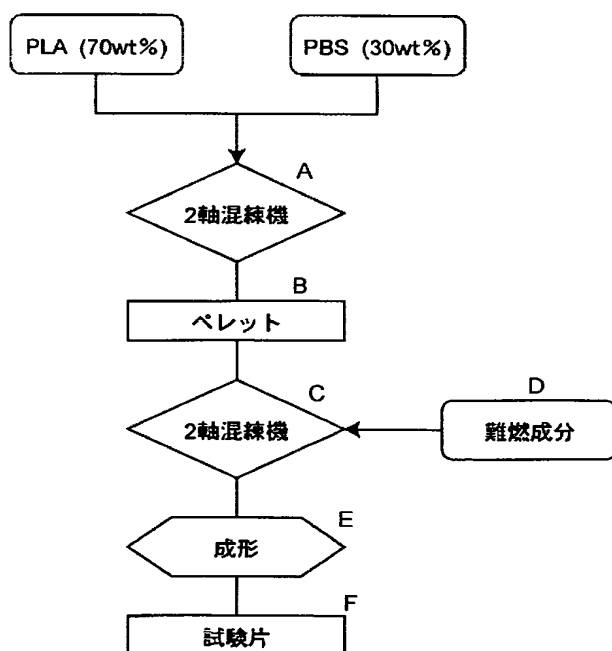 PLA (70wt%)
PBS (30wt%)
A
2軸混練機
B
ペレット
C
2軸混練機
D
難燃成分
E
成形
F
試験片